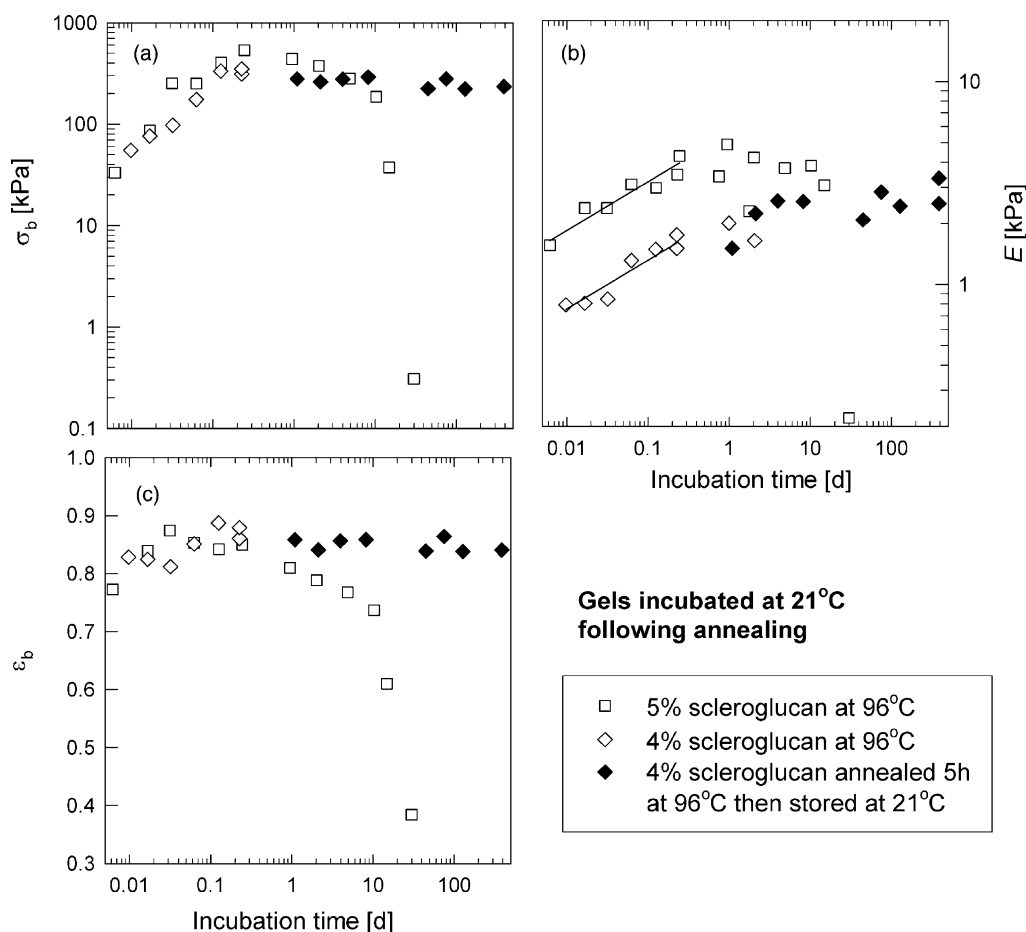 (a)
1000
100
10
1
0.1
σb [kPa]
(b)
10
1
E [kPa]
0.01 0.1 1 10 100
Incubation time [d]
(c)
1.0
0.9
0.8
0.7
0.6
0.5
0.4
0.3
εb
0.01 0.1 1 10 100
Incubation time [d]
Gels incubated at 21°C
following annealing
5% scleroglucan at 96°C
4% scleroglucan at 96°C
4% scleroglucan annealed 5h
at 96°C then stored at 21°C